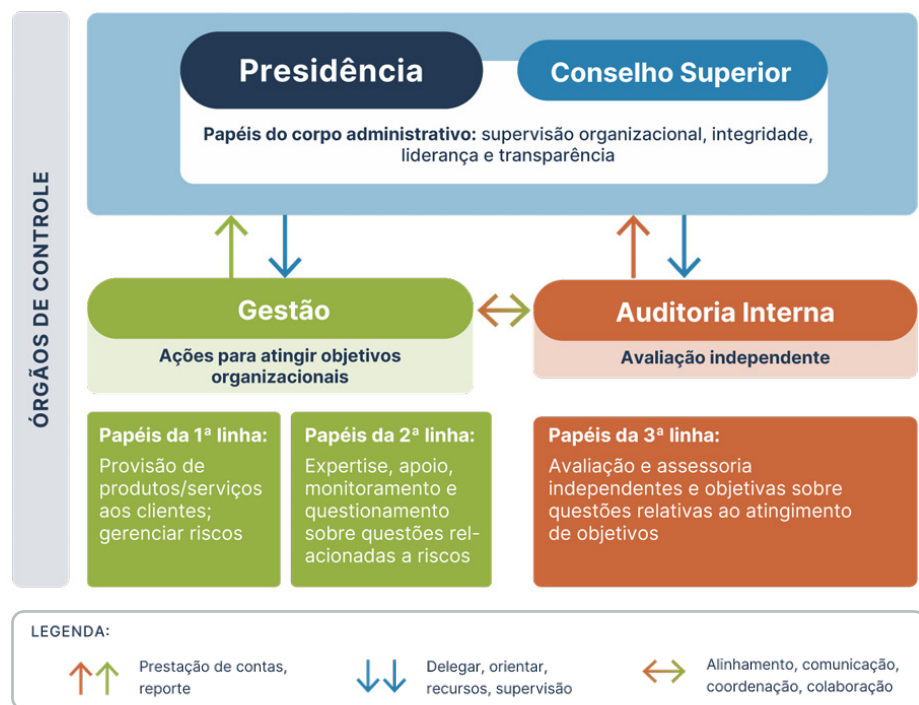 ÓRGÃOS DE CONTROLE
Presidência
Conselho Superior
Papéis do corpo administrativo: supervisão organizacional, integridade,
liderança e transparência
Gestão
Ações para atingir objetivos
organizacionais
Auditoria Interna
Avaliação independente
Papéis da 1ª linha:
Provisão de
produtos/serviços
aos clientes;
gerenciar riscos
Papéis da 2ª linha:
Expertise, apoio,
monitoramento e
questionamento
sobre questões rel-
acionadas a riscos
Papéis da 3ª linha:
Avaliação e assessoria
independentes e objetivas sobre
questões relativas ao atingimento
de objetivos
LEGENDA:
Prestação de contas,
reporte
Delegar, orientar,
recursos, supervisão
Alinhamento, comunicação,
coordenação, colaboração